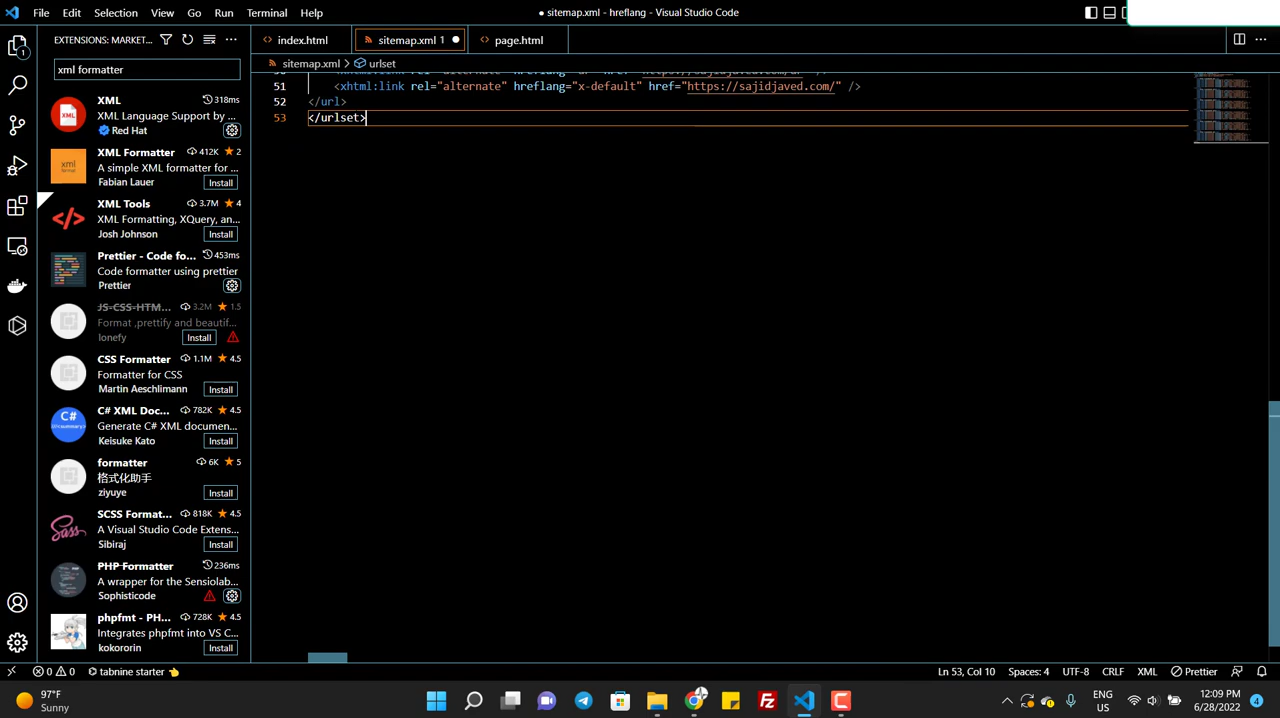 File Edit Selection View Go Run Terminal Help
● sitemap.xml - hreflang - Visual Studio Code
EXTENSIONS: MARKET...
xml formatter
XML 318ms
XML Language Support by ...
Red Hat
XML Formatter 412K ★ 2
A simple XML formatter for ...
Fabian Lauer Install
XML Tools 3.7M ★ 4
XML Formatting, XQuery, an...
Josh Johnson Install
Prettier - Code fo... 453ms
Code formatter using prettier
Prettier
JS-CSS-HTM... 3.2M ★ 1.5
Format ,prettify and beautif...
lonefy Install
CSS Formatter 1.1M ★ 4.5
Formatter for CSS
Martin Aeschlimann Install
C# XML Doc... 782K ★ 4.5
Generate C# XML documen...
Keisuke Kato Install
formatter 6K ★ 5
格式化助手
ziyuye Install
SCSS Format... 818K ★ 4.5
A Visual Studio Code Extens...
Sibiraj Install
PHP Formatter 236ms
A wrapper for the Sensiolab...
Sophisticode
phpfmt - PH... 728K ★ 4.5
Integrates phpfmt into VS C...
kokororin Install
index.html sitemap.xml 1 ● page.html
sitemap.xml > urlset
51 <xhtml:link rel="alternate" hreflang="x-default" href="https://sajidjaved.com/" />
52 </url>
53 </urlset>
0 0 tabnine starter 👈 Ln 53, Col 10 Spaces: 4 UTF-8 CRLF XML Prettier
97°F
Sunny
ENG
US
12:09 PM
6/28/2022
4